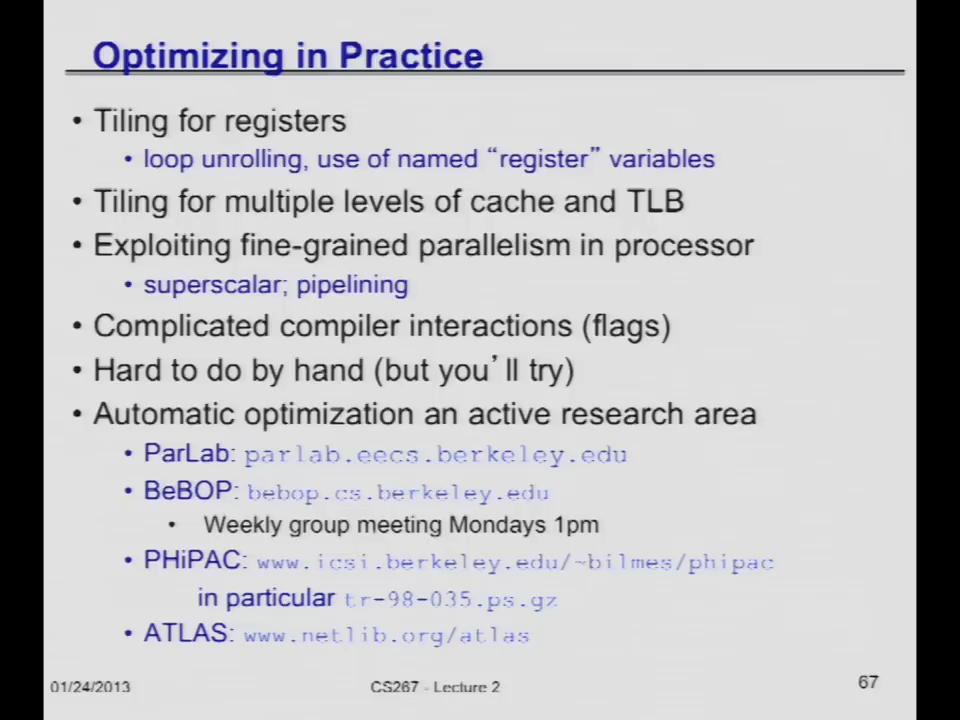 Optimizing in Practice
• Tiling for registers
• loop unrolling, use of named “register” variables
• Tiling for multiple levels of cache and TLB
• Exploiting fine-grained parallelism in processor
• superscalar; pipelining
• Complicated compiler interactions (flags)
• Hard to do by hand (but you’ll try)
• Automatic optimization an active research area
• ParLab: parlab.eecs.berkeley.edu
• BeBOP: bebop.cs.berkeley.edu
• Weekly group meeting Mondays 1pm
• PHiPAC: www.icsi.berkeley.edu/~bilmes/phipac
in particular tr-98-035.ps.gz
• ATLAS: www.netlib.org/atlas
01/24/2013 CS267 - Lecture 2 67